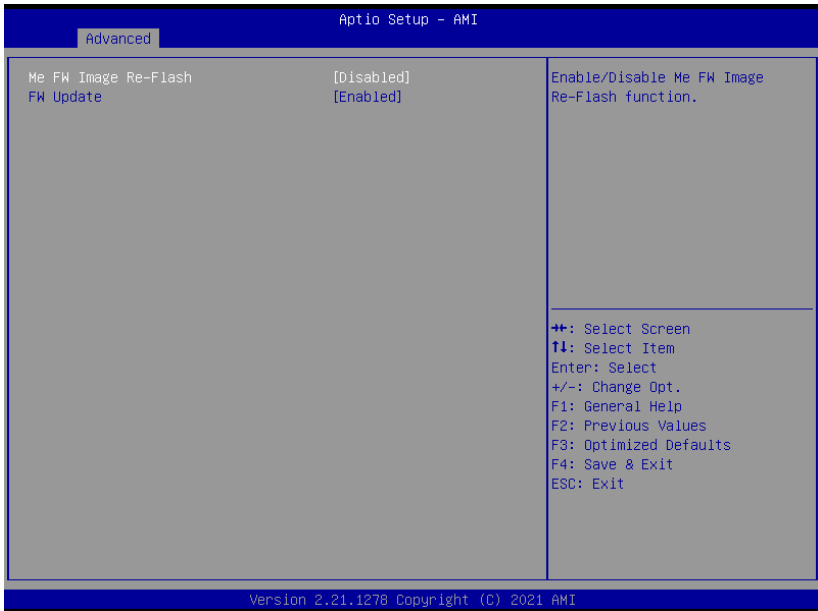 Aptio Setup – AMI
Advanced
Me FW Image Re-Flash [Disabled]
FW Update [Enabled]
Enable/Disable Me FW Image
Re-Flash function.
→←: Select Screen
↑↓: Select Item
Enter: Select
+/-: Change Opt.
F1: General Help
F2: Previous Values
F3: Optimized Defaults
F4: Save & Exit
ESC: Exit
Version 2.21.1278 Copyright (C) 2021 AMI